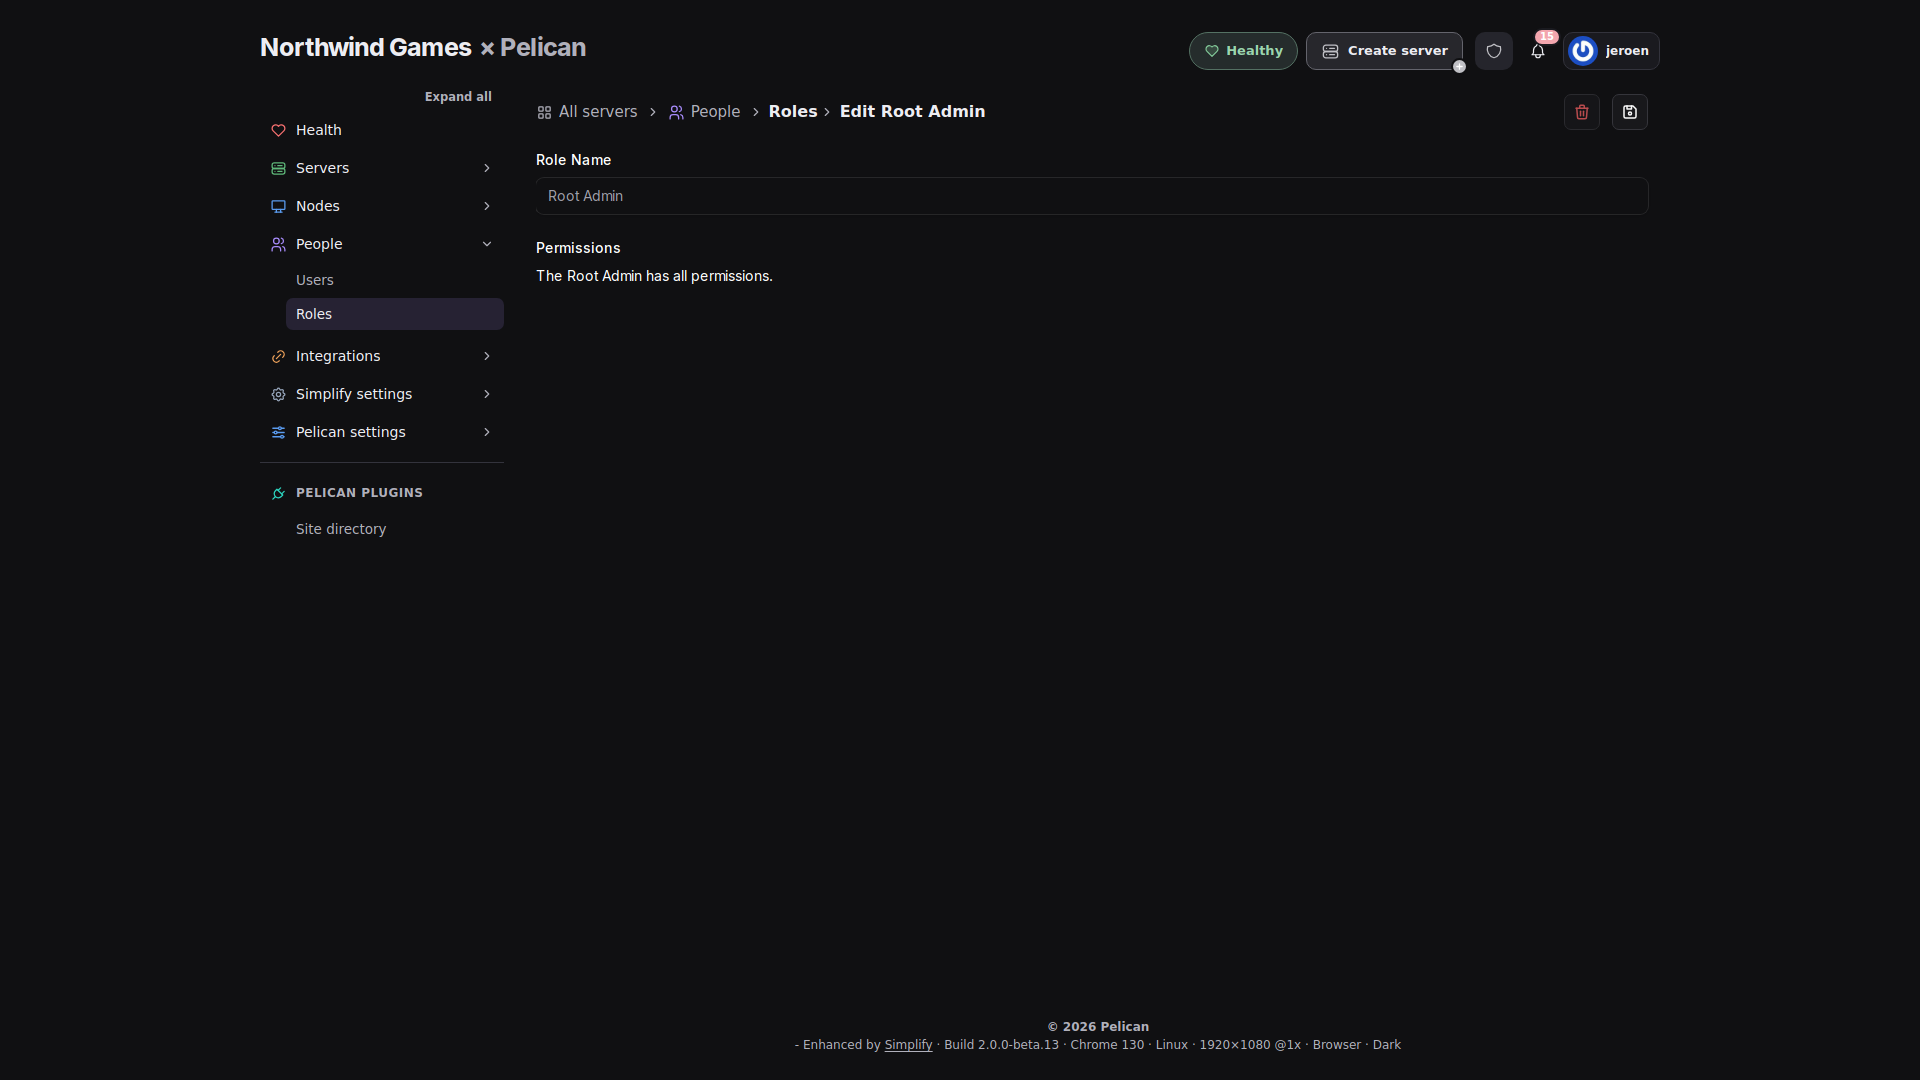 Northwind Games × Pelican
Healthy
Create server
15
jeroen
Expand all
Health
Servers
Nodes
People
Users
Roles
Integrations
Simplify settings
Pelican settings
PELICAN PLUGINS
Site directory
All servers > People > Roles > Edit Root Admin
Role Name
Root Admin
Permissions
The Root Admin has all permissions.
© 2026 Pelican
- Enhanced by Simplify · Build 2.0.0-beta.13 · Chrome 130 · Linux · 1920×1080 @1x · Browser · Dark